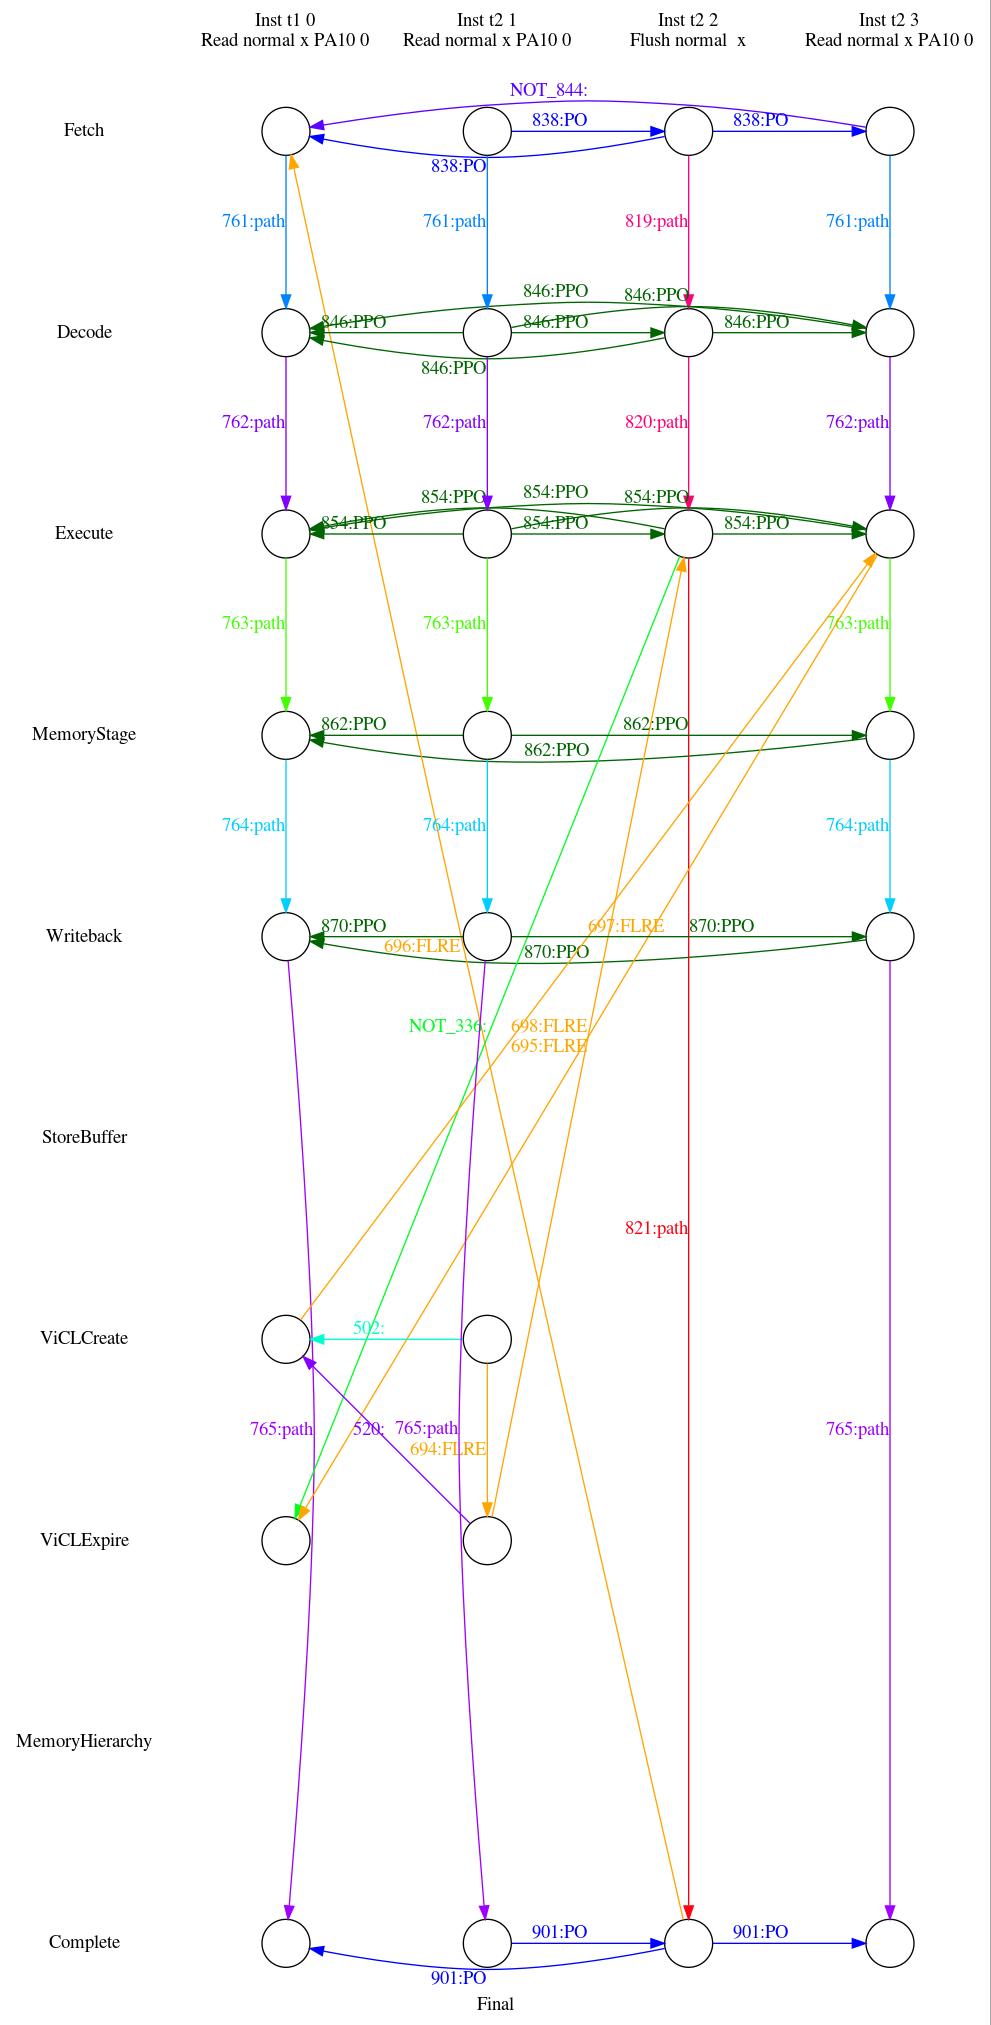 Inst t1 0 Inst t2 1 Inst t2 2 Inst t2 3
Read normal x PA10 0 Read normal x PA10 0 Flush normal x Read normal x PA10 0
NOT_844:
Fetch 838:PO 838:PO
838:PO
761:path 761:path 819:path 761:path
846:PPO 846:PPO
Decode 846:PPO 846:PPO 846:PPO
846:PPO
762:path 762:path 820:path 762:path
854:PPO 854:PPO 854:PPO
Execute 854:PPO 854:PPO 854:PPO
763:path 763:path 763:path
MemoryStage 862:PPO 862:PPO
862:PPO
764:path 764:path 764:path
Writeback 870:PPO 697:FLRE 870:PPO
696:FLRE 870:PPO
NOT_336: 698:FLRE
695:FLRE
StoreBuffer
821:path
ViCLCreate 502:
765:path 520: 765:path 765:path
694:FLRE
ViCLExpire
MemoryHierarchy
Complete 901:PO 901:PO
901:PO
Final